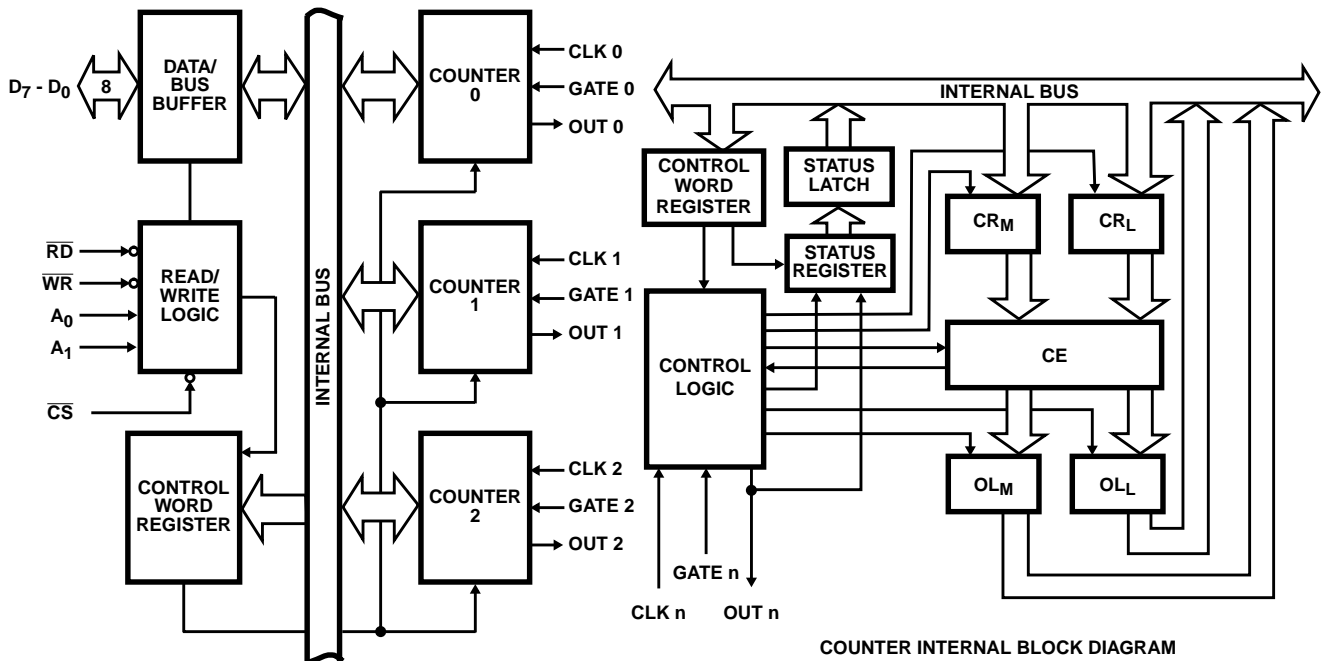 D7 - D0
8
DATA/
BUS
BUFFER
RD
WR
A0
A1
CS
READ/
WRITE
LOGIC
CONTROL
WORD
REGISTER
INTERNAL BUS
COUNTER
0
CLK 0
GATE 0
OUT 0
COUNTER
1
CLK 1
GATE 1
OUT 1
COUNTER
2
CLK 2
GATE 2
OUT 2
INTERNAL BUS
CONTROL
WORD
REGISTER
STATUS
LATCH
STATUS
REGISTER
CRM
CRL
CONTROL
LOGIC
CE
OLM
OLL
GATE n
CLK n
OUT n
COUNTER INTERNAL BLOCK DIAGRAM